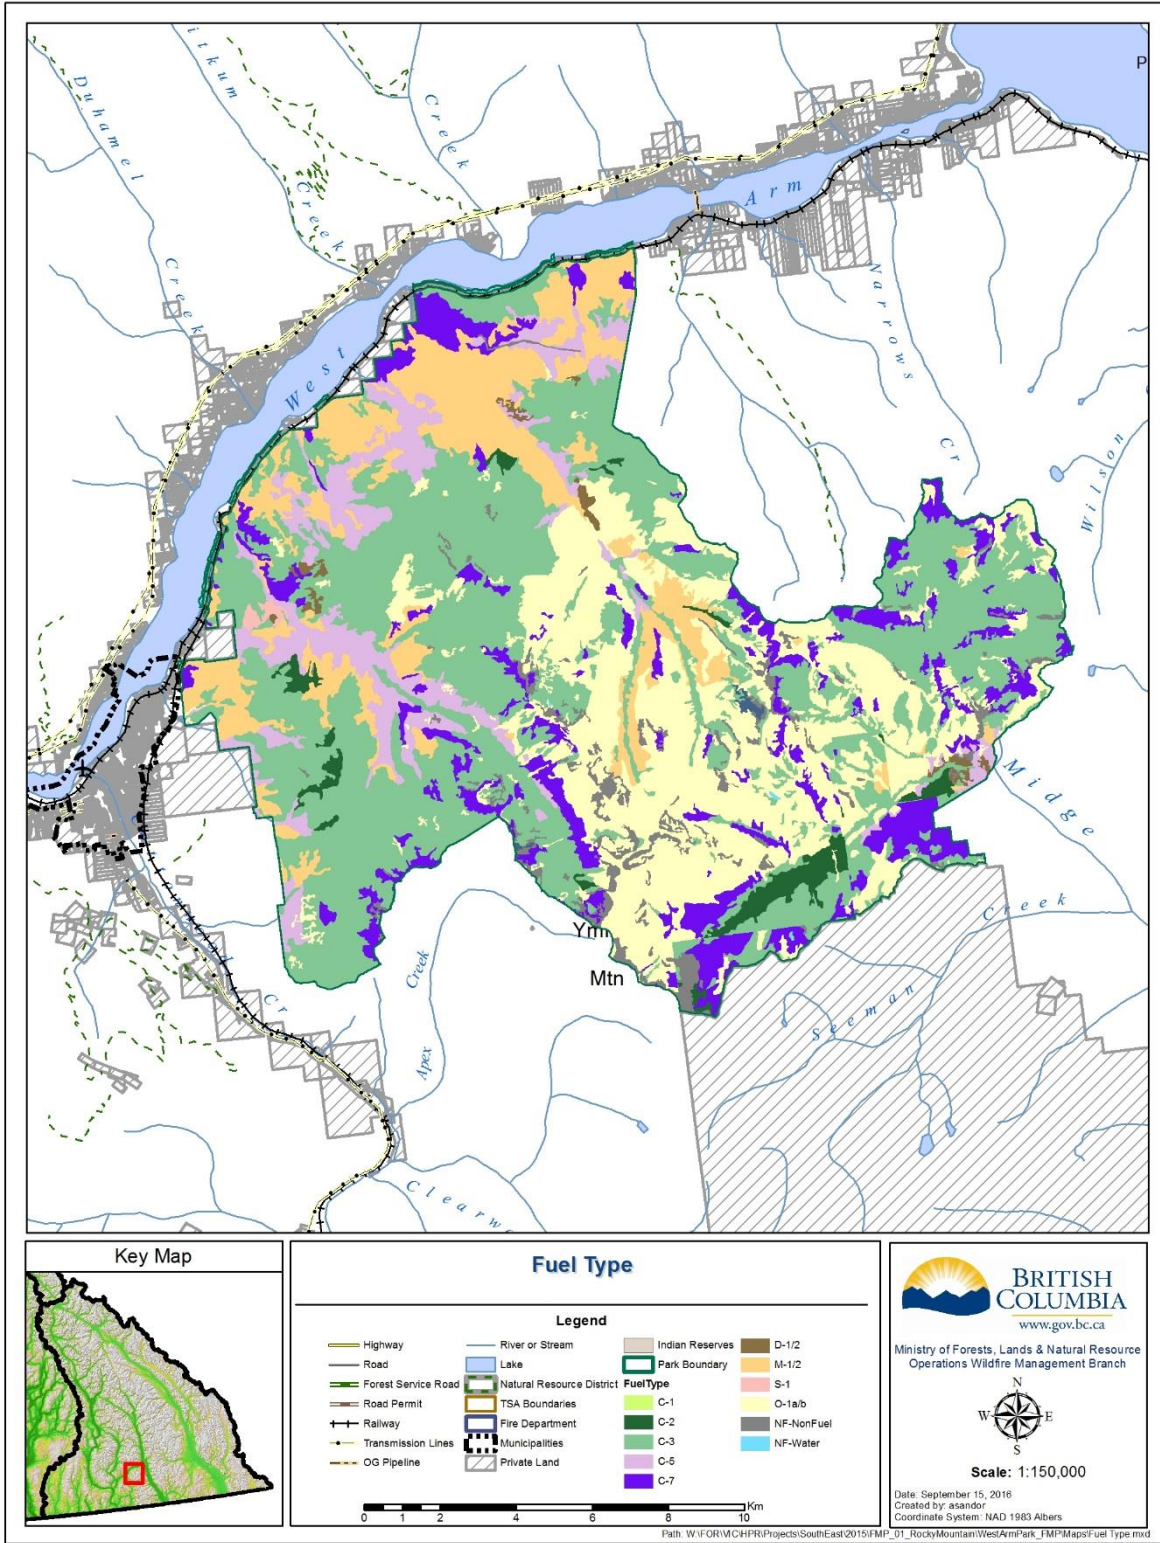 P
itkum
Duhamel
Creek
Creek
Arm
Creek
Narrows
West
Cr
Wilson
Midge
Creek
Ym
Mtn
Creek
Seeman
Cr
Apex
Clearw
Key Map
Fuel Type
Legend
Highway
Road
Forest Service Road
Road Permit
Railway
Transmission Lines
OG Pipeline
River or Stream
Lake
Natural Resource District
TSA Boundaries
Fire Department
Municipalities
Private Land
Indian Reserves
Park Boundary
FuelType
C-1
C-2
C-3
C-5
C-7
D-1/2
M-1/2
S-1
O-1a/b
NF-NonFuel
NF-Water
Km
0 1 2 4 6 8 10
BRITISH
COLUMBIA
www.gov.bc.ca
Ministry of Forests, Lands & Natural Resource
Operations Wildfire Management Branch
N
W E
S
Scale: 1:150,000
Date: September 15, 2016
Created by: asandor
Coordinate System: NAD 1983 Albers
Path: W:\FOR\VIC\HPR\Projects\SouthEast\2015\FMP_01_RockyMountain\WestArmPark_FMP\Maps\Fuel Type.mxd